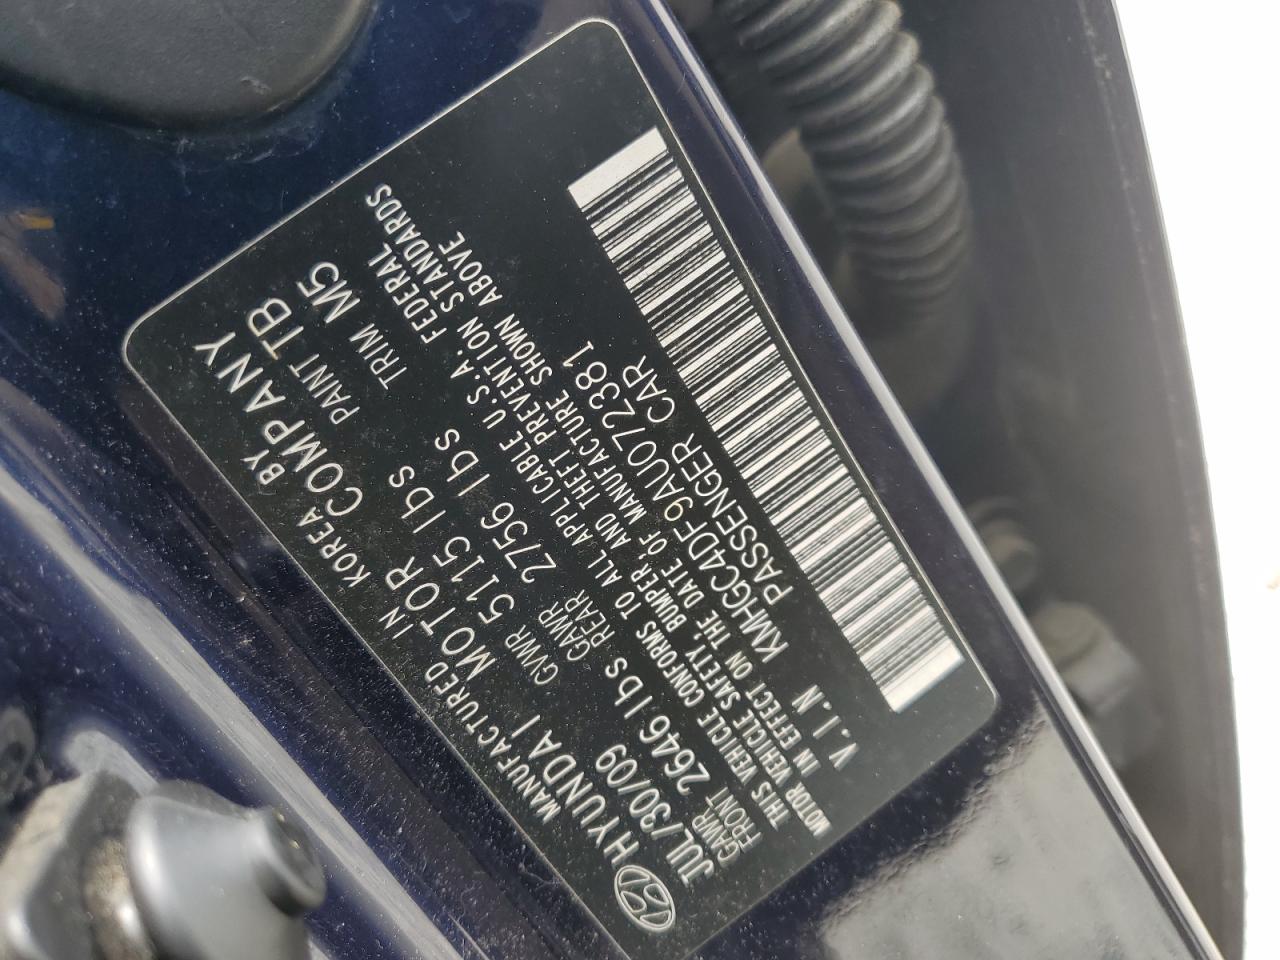 MANUFACTURED IN KOREA BY
HYUNDAI MOTOR COMPANY
JUL/30/09 GVWR 5115 lbs PAINT TB
GAWR FRONT 2646 lbs GAWR REAR 2756 lbs TRIM M5
THIS VEHICLE CONFORMS TO ALL APPLICABLE U.S.A. FEDERAL
MOTOR VEHICLE SAFETY, BUMPER, AND THEFT PREVENTION STANDARDS
IN EFFECT ON THE DATE OF MANUFACTURE SHOWN ABOVE
V.I.N KMHGC4DF9AU072381
PASSENGER CAR